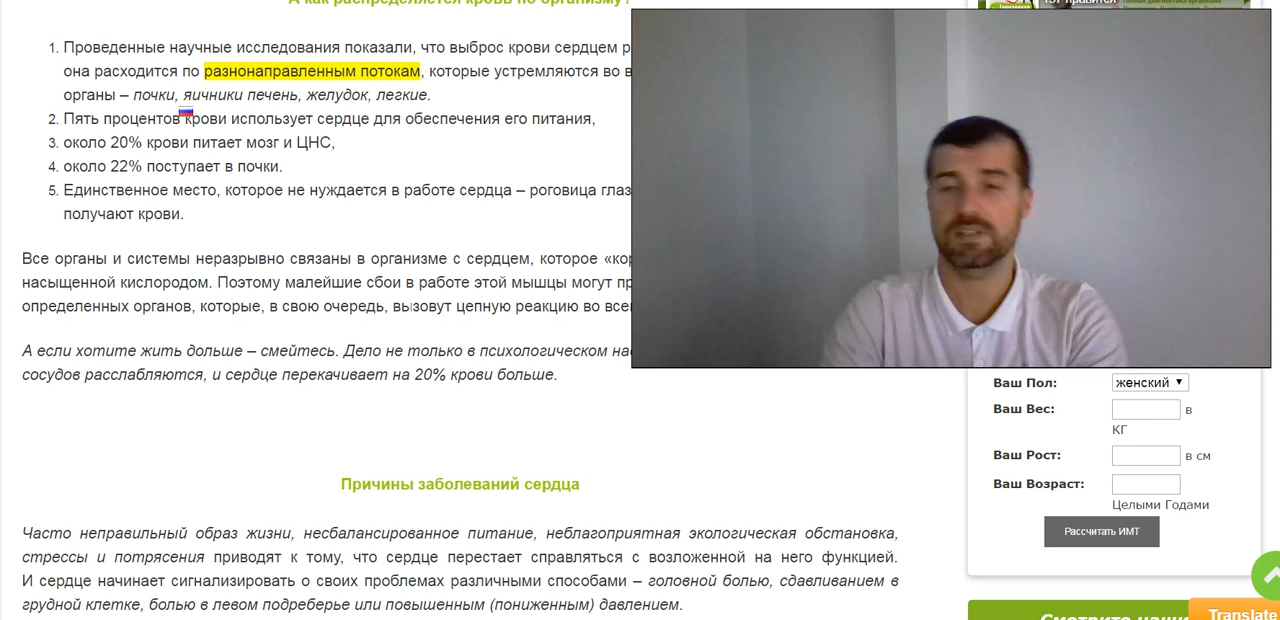 А как распределяется кровь по организму?
1. Проведенные научные исследования показали, что выброс крови сердцем р
она расходится по разнонаправленным потокам, которые устремляются во в
органы – почки, яичники печень, желудок, легкие.
2. Пять процентов крови использует сердце для обеспечения его питания,
3. около 20% крови питает мозг и ЦНС,
4. около 22% поступает в почки.
5. Единственное место, которое не нуждается в работе сердца – роговица глаз
получают крови.
Все органы и системы неразрывно связаны в организме с сердцем, которое «кор
насыщенной кислородом. Поэтому малейшие сбои в работе этой мышцы могут пр
определенных органов, которые, в свою очередь, вызовут цепную реакцию во все
А если хотите жить дольше – смейтесь. Дело не только в психологическом на
сосудов расслабляются, и сердце перекачивает на 20% крови больше.
Причины заболеваний сердца
Часто неправильный образ жизни, несбалансированное питание, неблагоприятная экологическая обстановка,
стрессы и потрясения приводят к тому, что сердце перестает справляться с возложенной на него функцией.
И сердце начинает сигнализировать о своих проблемах различными способами – головной болью, сдавливанием в
грудной клетке, болью в левом подреберье или повышенным (пониженным) давлением.
Ваш Пол: женский
Ваш Вес: в
КГ
Ваш Рост: в см
Ваш Возраст:
Целыми Годами
Рассчитать ИМТ
Смотрите наши
Translate